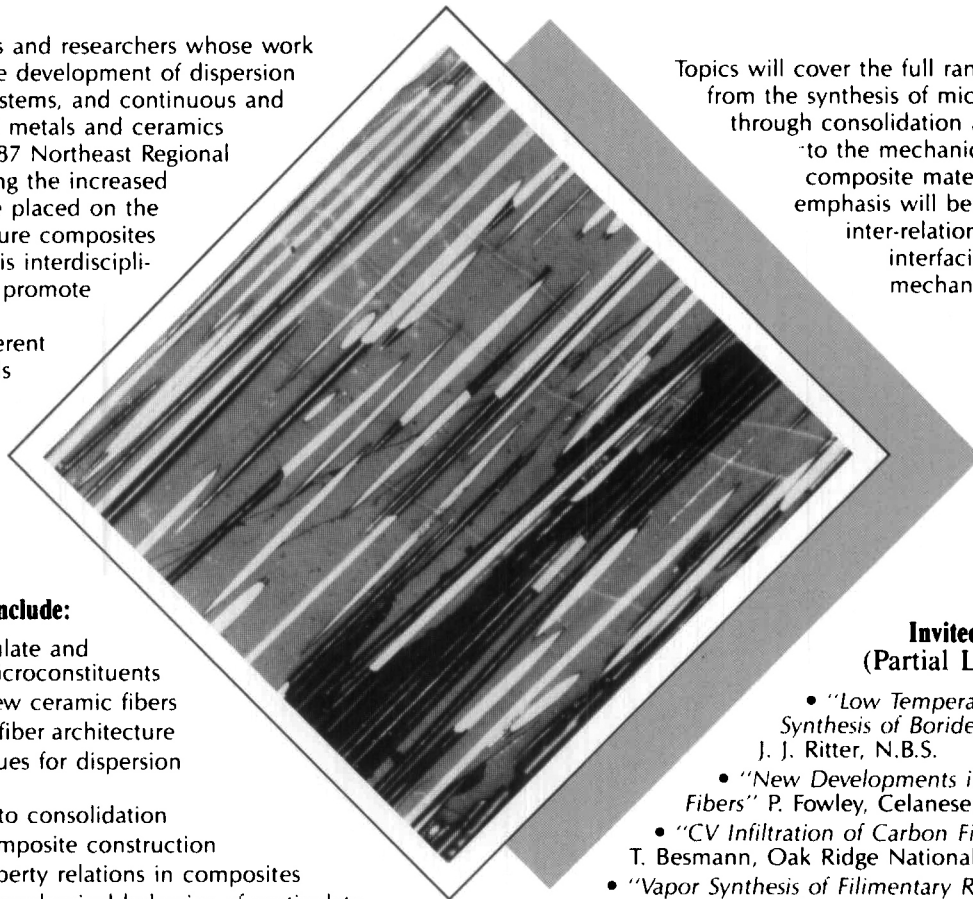 s and researchers whose work
e development of dispersion
stems, and continuous and
metals and ceramics
87 Northeast Regional
ng the increased
e placed on the
ure composites
is interdiscipli-
promote
erent
s
nclude:
ulate and
icroconstituents
ew ceramic fibers
fiber architecture
ues for dispersion
to consolidation
mposite construction
perty relations in composites
Topics will cover the full ran
from the synthesis of mic
through consolidation
to the mechanic
composite mate
emphasis will be
inter-relation
interfaci
mechan
Invited
(Partial L
• "Low Tempera
Synthesis of Boride
J. J. Ritter, N.B.S.
• "New Developments i
Fibers" P. Fowley, Celanese
• "CV Infiltration of Carbon Fi
T. Besmann, Oak Ridge National
• "Vapor Synthesis of Filimentary R